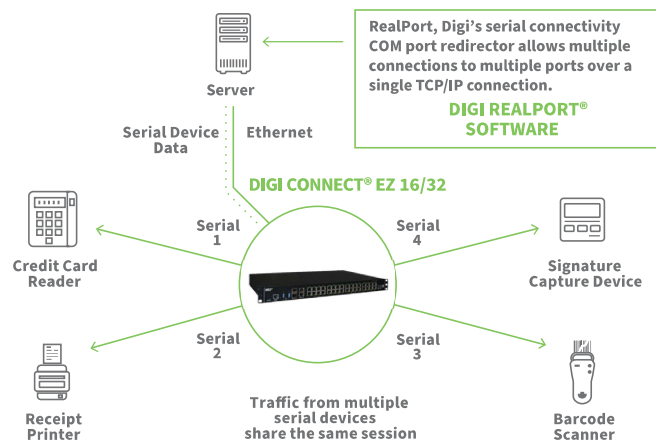 RealPort, Digi's serial connectivity
COM port redirector allows multiple
connections to multiple ports over a
single TCP/IP connection.
DIGI REALPORT®
SOFTWARE
Server
Serial Device
Data
Ethernet
DIGI CONNECT® EZ 16/32
Serial
1
Serial
4
Credit Card
Reader
Signature
Capture Device
Serial
2
Serial
3
Receipt
Printer
Traffic from multiple
serial devices
share the same session
Barcode
Scanner